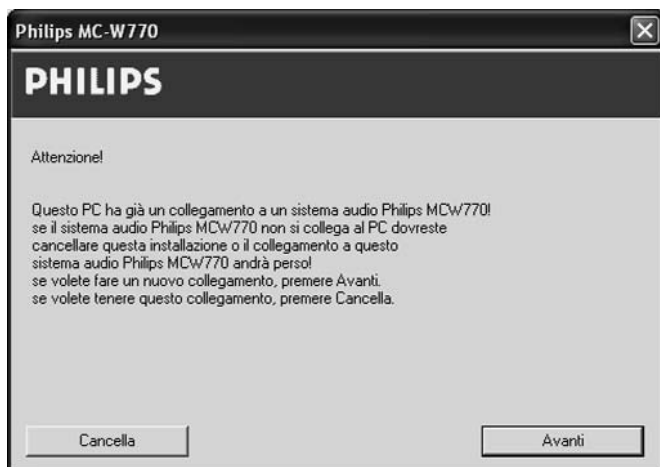 Philips MC-W770
PHILIPS
Attenzione!
Questo PC ha già un collegamento a un sistema audio Philips MCW770!
se il sistema audio Philips MCW770 non si collega al PC dovreste
cancellare questa installazione o il collegamento a questo
sistema audio Philips MCW770 andrà perso!
se volete fare un nuovo collegamento, premere Avanti.
se volete tenere questo collegamento, premere Cancella.
Cancella Avanti